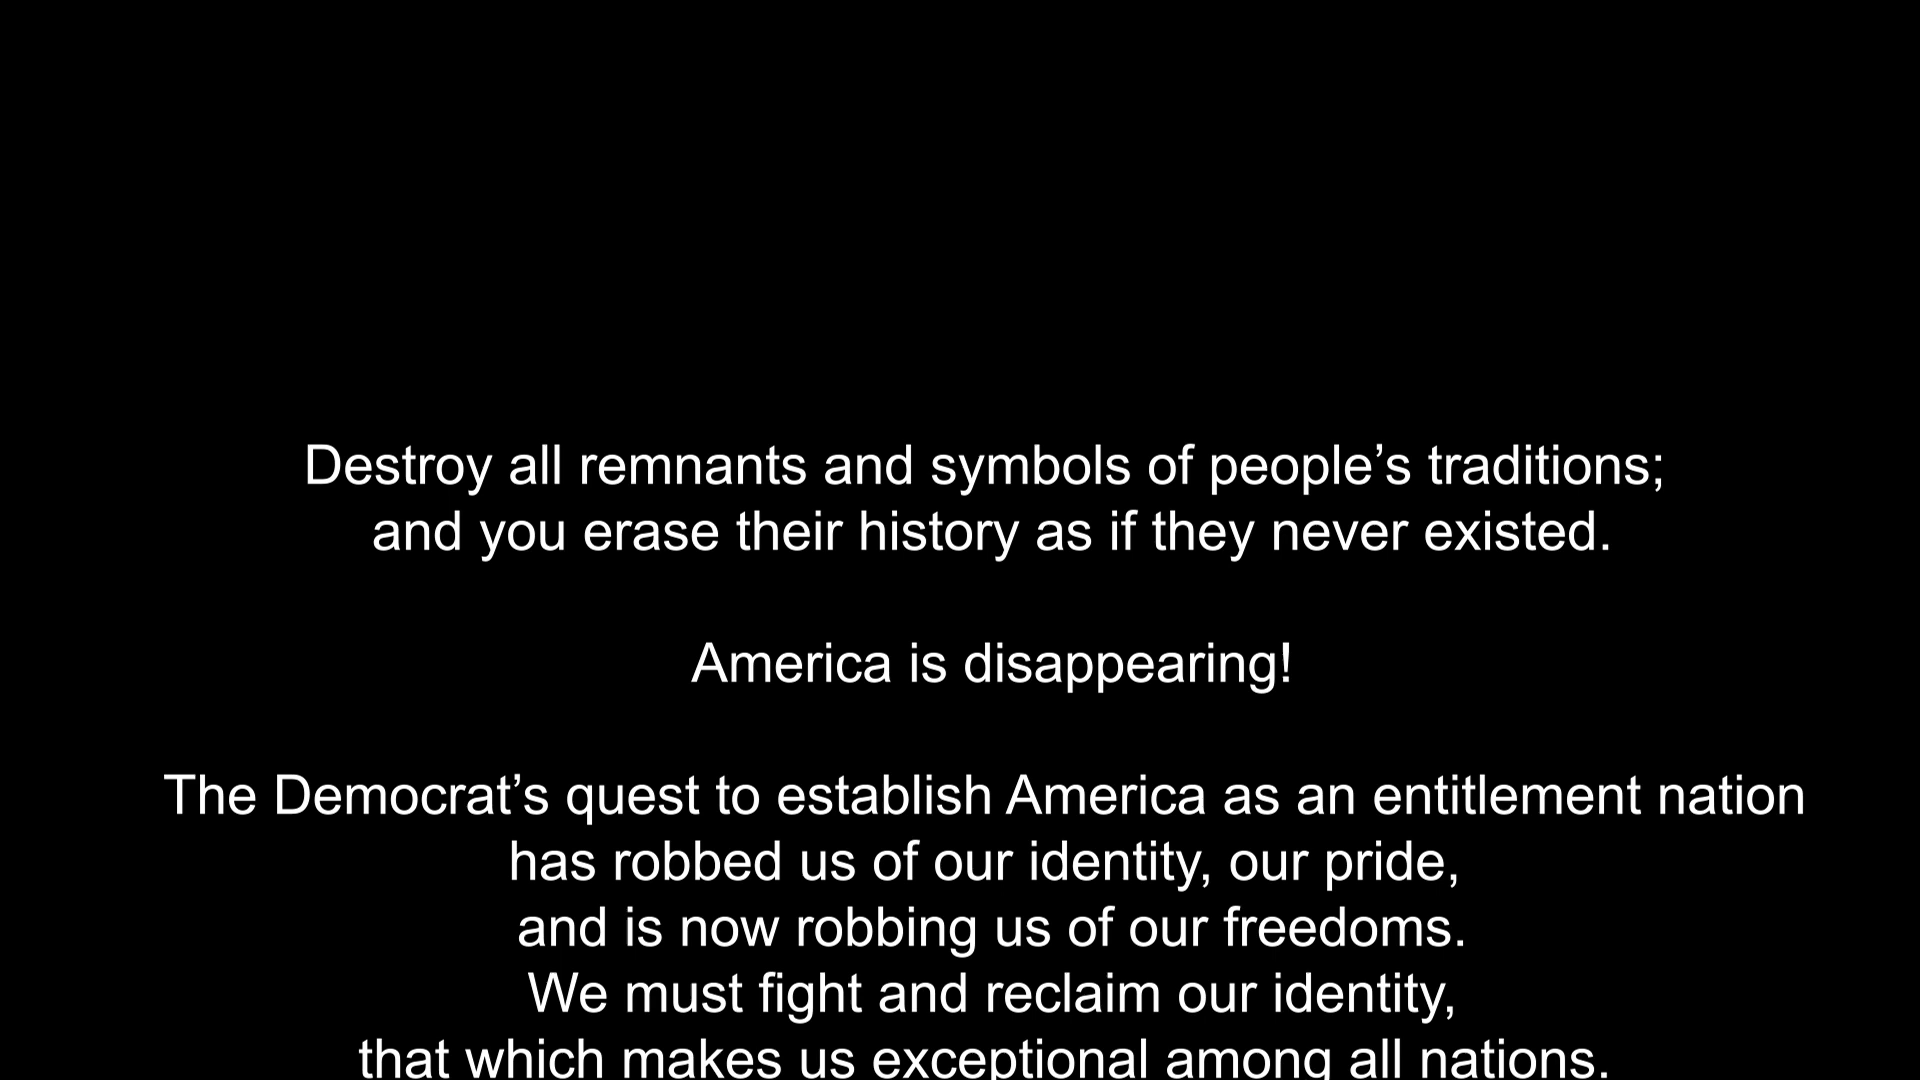 Destroy all remnants and symbols of people’s traditions;
and you erase their history as if they never existed.
America is disappearing!
The Democrat’s quest to establish America as an entitlement nation
has robbed us of our identity, our pride,
and is now robbing us of our freedoms.
We must fight and reclaim our identity,
that which makes us exceptional among all nations.